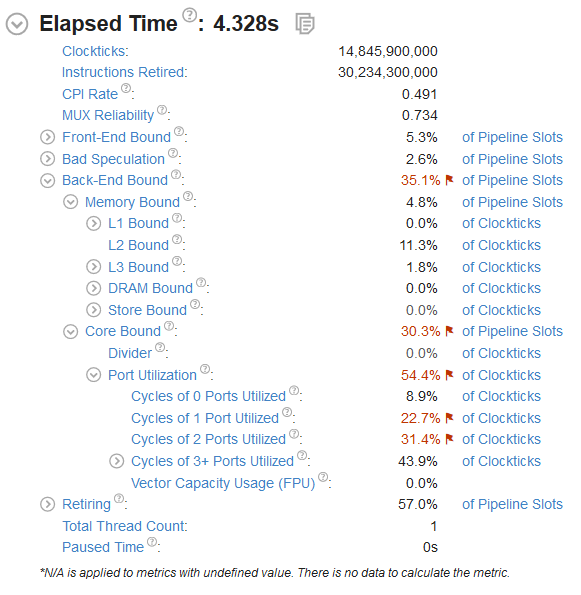 Elapsed Time ?: 4.328s
Clockticks: 14,845,900,000
Instructions Retired: 30,234,300,000
CPI Rate ?: 0.491
MUX Reliability ?: 0.734
Front-End Bound ?: 5.3% of Pipeline Slots
Bad Speculation ?: 2.6% of Pipeline Slots
Back-End Bound ?: 35.1% of Pipeline Slots
Memory Bound ?: 4.8% of Pipeline Slots
L1 Bound ?: 0.0% of Clockticks
L2 Bound ?: 11.3% of Clockticks
L3 Bound ?: 1.8% of Clockticks
DRAM Bound ?: 0.0% of Clockticks
Store Bound ?: 0.0% of Clockticks
Core Bound ?: 30.3% of Pipeline Slots
Divider ?: 0.0% of Clockticks
Port Utilization ?: 54.4% of Clockticks
Cycles of 0 Ports Utilized ?: 8.9% of Clockticks
Cycles of 1 Port Utilized ?: 22.7% of Clockticks
Cycles of 2 Ports Utilized ?: 31.4% of Clockticks
Cycles of 3+ Ports Utilized ?: 43.9% of Clockticks
Vector Capacity Usage (FPU) ?: 0.0%
Retiring ?: 57.0% of Pipeline Slots
Total Thread Count: 1
Paused Time ?: 0s
*N/A is applied to metrics with undefined value. There is no data to calculate the metric.